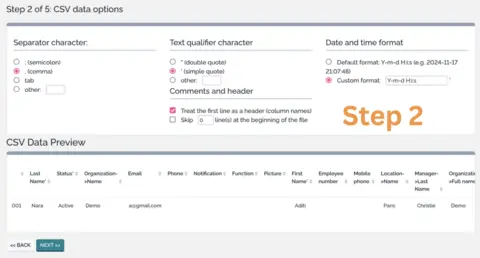 Step 2 of 5: CSV data options
Separator character:
; (semicolon)
, (comma)
tab
other:
Text qualifier character
" (double quote)
' (simple quote)
other:
Comments and header
Treat the first line as a header (column names)
Skip 0 line(s) at the beginning of the file
Date and time format
Default format: Y-m-d H:i:s (e.g. 2024-11-17
21:07:48)
Custom format: Y-m-d H:i:s *
Step 2
CSV Data Preview
Last Name* Status* Organization->Name Email Phone Notification Function Picture First Name* Employee number Mobile phone Location->Name Manager->Last Name Organization->Full name
001 Nara Active Demo a@gmail.com Adih Paris Christie Demo
<< BACK NEXT >>